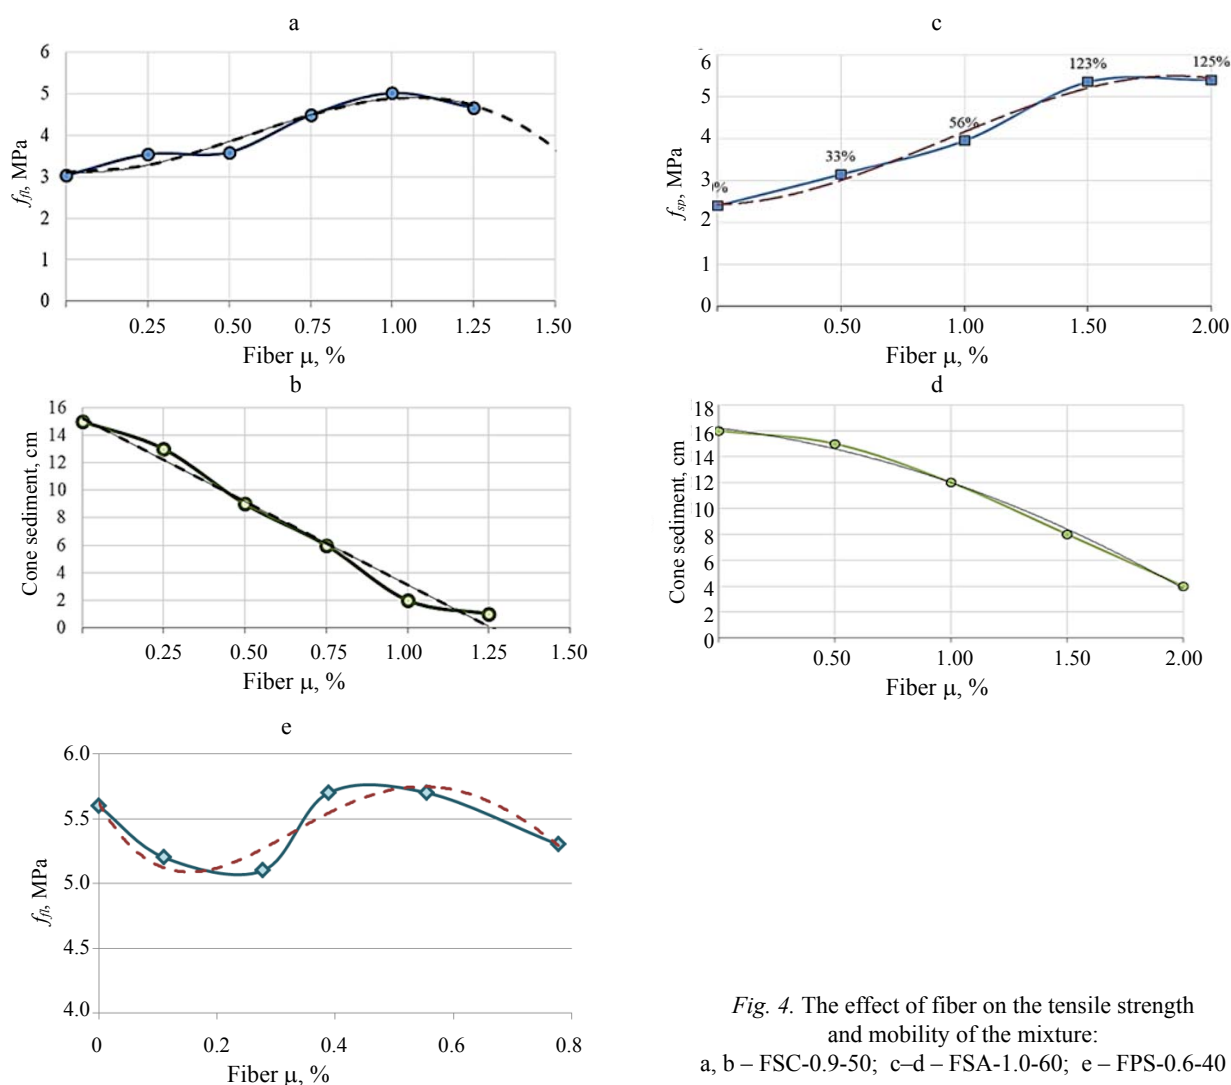 a
6
5
4
3
2
1
0
f_fl, MPa
0.25 0.50 0.75 1.00 1.25 1.50
Fiber μ, %
b
16
14
12
10
8
6
4
2
0
Cone sediment, cm
0.25 0.50 0.75 1.00 1.25 1.50
Fiber μ, %
c
6
5
4
3
2
1
0
f_sp, MPa
%
33%
56%
123%
125%
0.50 1.00 1.50 2.00
Fiber μ, %
d
18
16
14
12
10
8
6
4
2
0
Cone sediment, cm
0.50 1.00 1.50 2.00
Fiber μ, %
e
6.0
5.5
5.0
4.5
4.0
f_fl, MPa
0 0.2 0.4 0.6 0.8
Fiber μ, %
Fig. 4. The effect of fiber on the tensile strength
and mobility of the mixture:
a, b – FSC-0.9-50; c–d – FSA-1.0-60; e – FPS-0.6-40